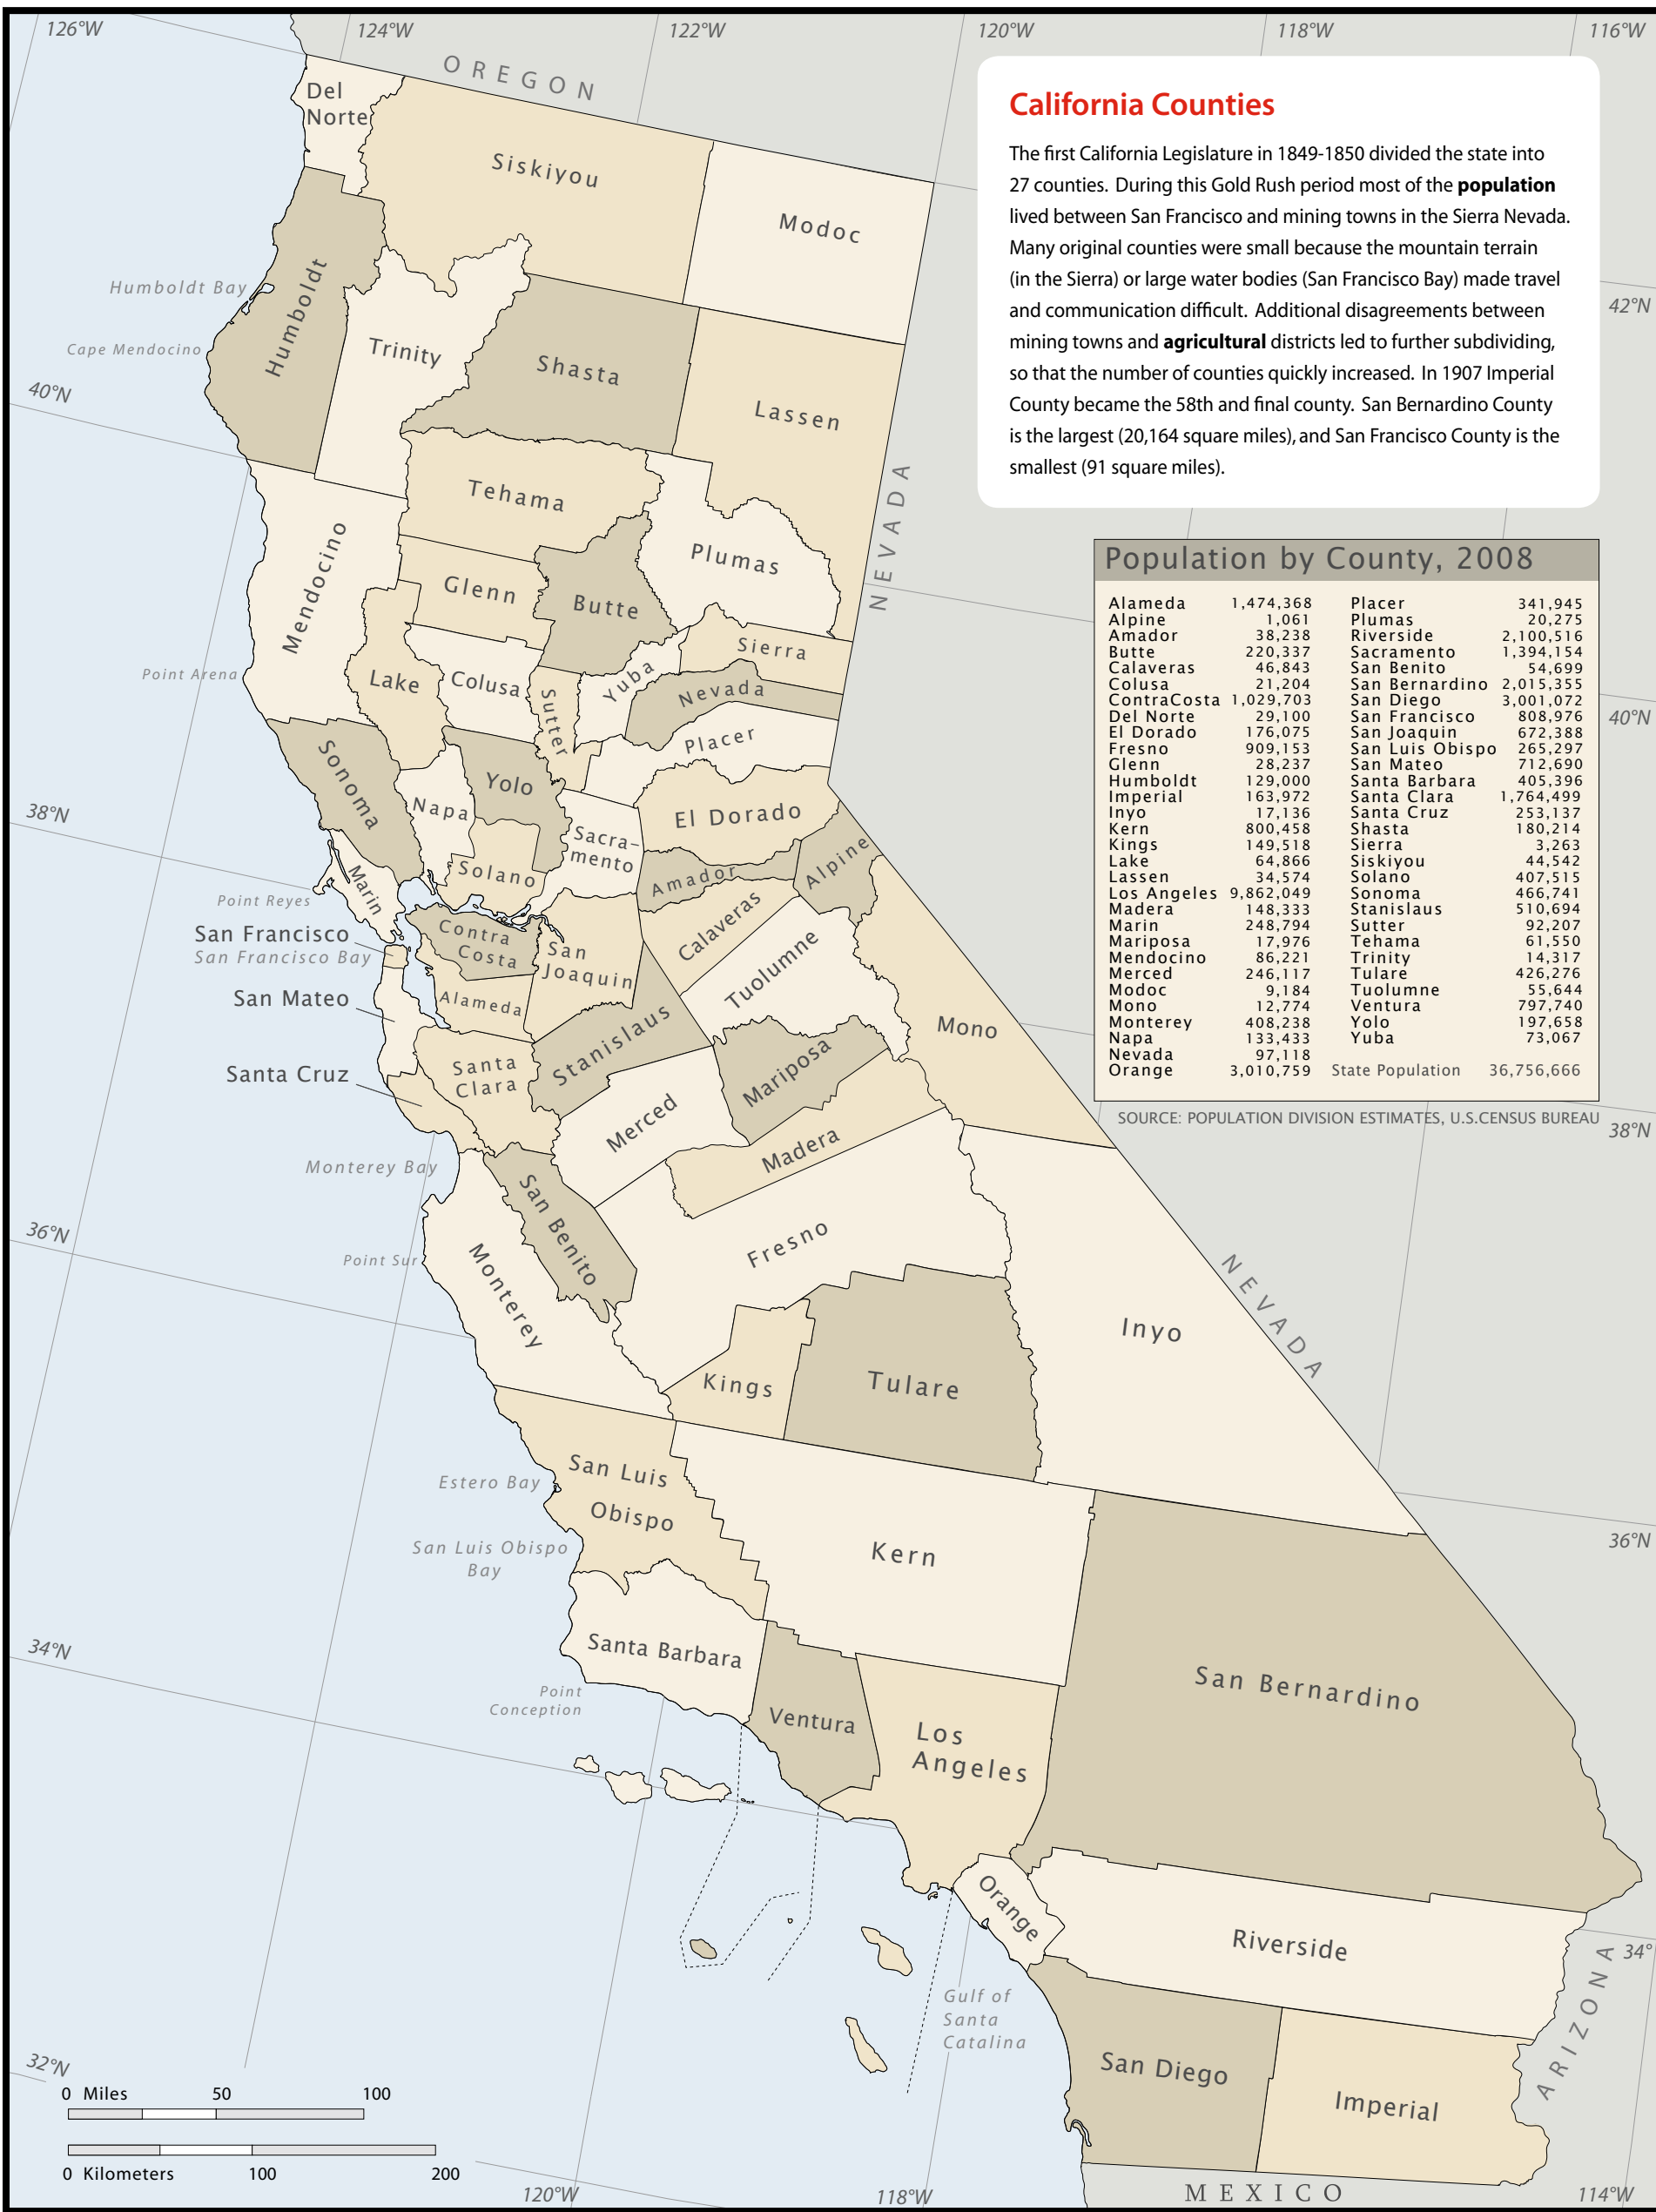 126°W
124°W
122°W
120°W
118°W
116°W
OREGON
California Counties
The first California Legislature in 1849-1850 divided the state into
27 counties. During this Gold Rush period most of the population
lived between San Francisco and mining towns in the Sierra Nevada.
Many original counties were small because the mountain terrain
(in the Sierra) or large water bodies (San Francisco Bay) made travel
and communication difficult. Additional disagreements between
mining towns and agricultural districts led to further subdividing,
so that the number of counties quickly increased. In 1907 Imperial
County became the 58th and final county. San Bernardino County
is the largest (20,164 square miles), and San Francisco County is the
smallest (91 square miles).
Del
Norte
Siskiyou
Modoc
Humboldt Bay
Humboldt
42°N
Cape Mendocino
Trinity
Shasta
40°N
Lassen
NEVADA
Tehama
Mendocino
Plumas
Glenn
Butte
Sierra
Point Arena
Lake
Colusa
Sutter
Yuba
Nevada
40°N
Placer
Sonoma
Yolo
Napa
38°N
El Dorado
Sacra-
mento
Solano
Amador
Alpine
Marin
Point Reyes
Calaveras
San Francisco
San Francisco Bay
Contra
Costa
San
Joaquin
Tuolumne
San Mateo
Alameda
Mono
Stanislaus
Santa Cruz
Santa
Clara
Mariposa
Merced
Madera
Monterey Bay
San Benito
36°N
Point Sur
Monterey
Fresno
NEVADA
Inyo
Kings
Tulare
Population by County, 2008
Alameda 1,474,368
Alpine 1,061
Amador 38,238
Butte 220,337
Calaveras 46,843
Colusa 21,204
ContraCosta 1,029,703
Del Norte 29,100
El Dorado 176,075
Fresno 909,153
Glenn 28,237
Humboldt 129,000
Imperial 163,972
Inyo 17,136
Kern 800,458
Kings 149,518
Lake 64,866
Lassen 34,574
Los Angeles 9,862,049
Madera 148,333
Marin 248,794
Mariposa 17,976
Mendocino 86,221
Merced 246,117
Modoc 9,184
Mono 12,774
Monterey 408,238
Napa 133,433
Nevada 97,118
Orange 3,010,759
Placer 341,945
Plumas 20,275
Riverside 2,100,516
Sacramento 1,394,154
San Benito 54,699
San Bernardino 2,015,355
San Diego 3,001,072
San Francisco 808,976
San Joaquin 672,388
San Luis Obispo 265,297
San Mateo 712,690
Santa Barbara 405,396
Santa Clara 1,764,499
Santa Cruz 253,137
Shasta 180,214
Sierra 3,263
Siskiyou 44,542
Solano 407,515
Sonoma 466,741
Stanislaus 510,694
Sutter 92,207
Tehama 61,550
Trinity 14,317
Tulare 426,276
Tuolumne 55,644
Ventura 797,740
Yolo 197,658
Yuba 73,067
State Population 36,756,666
SOURCE: POPULATION DIVISION ESTIMATES, U.S.CENSUS BUREAU
38°N
San Luis
Obispo
Estero Bay
San Luis Obispo
Bay
Kern
36°N
34°N
Santa Barbara
San Bernardino
Point
Conception
Ventura
Los
Angeles
Orange
Riverside
34°
ARIZONA
Gulf of
Santa
Catalina
San Diego
Imperial
32°N
0 Miles 50 100
0 Kilometers 100 200
120°W
118°W
MEXICO
114°W